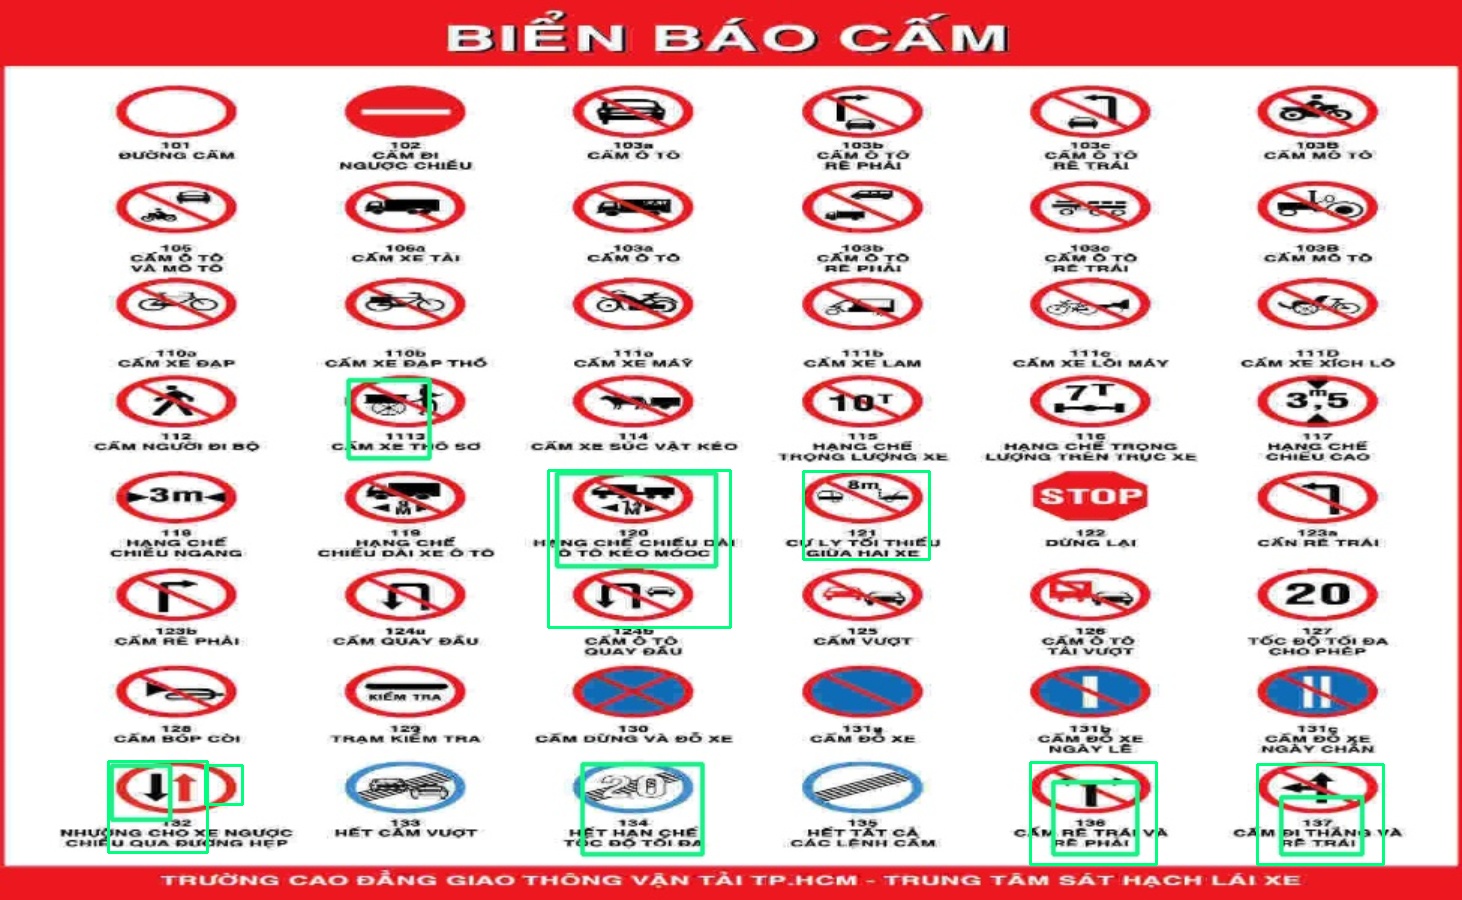 BIỂN BÁO CẤM
101 102 103a 103b 103c 103B
ĐƯỜNG CẤM CẤM ĐI CẤM Ô TÔ CẤM Ô TÔ CẤM Ô TÔ CẤM MÔ TÔ
NGƯỢC CHIỀU RẼ PHẢI RẼ TRÁI
105 106a 103a 103b 103c 103B
CẤM Ô TÔ CẤM XE TẢI CẤM Ô TÔ CẤM Ô TÔ CẤM Ô TÔ CẤM MÔ TÔ
VÀ MÔ TÔ RẼ PHẢI RẼ TRÁI
110a 110b 111a 111b 111c 111D
CẤM XE ĐẠP CẤM XE ĐẠP THỒ CẤM XE MÁY CẤM XE LAM CẤM XE LÔI MÁY CẤM XE XÍCH LÔ
10T 7T 3m,5
112 1113 114 115 116 117
CẤM NGƯỜI ĐI BỘ CẤM XE THÔ SƠ CẤM XE SÚC VẬT KÉO HẠNG CHẾ HẠNG CHẾ TRỌNG HẠNG CHẾ
TRỌNG LƯỢNG XE LƯỢNG TRÊN TRỤC XE CHIỀU CAO
3m M M 8m STOP
118 119 120 121 122 123a
HẠNG CHẾ HẠNG CHẾ HẠNG CHẾ CHIỀU DÀI CỰ LY TỐI THIỂU DỪNG LẠI CẤN RẼ TRÁI
CHIỀU NGANG CHIỀU DÀI XE Ô TÔ Ô TÔ KÉO MÓOC GIỮA HAI XE
20
123b 124a 124b 125 126 127
CẤM RẼ PHẢI CẤM QUAY ĐẦU CẤM Ô TÔ CẤM VƯỢT CẤM Ô TÔ TỐC ĐỘ TỐI ĐA
QUAY ĐẦU TẢI VƯỢT CHO PHÉP
KIỂM TRA
128 129 130 131a 131b 131c
CẤM BÓP CÒI TRẠM KIỂM TRA CẤM DỪNG VÀ ĐỖ XE CẤM ĐỖ XE CẤM ĐỖ XE CẤM ĐỖ XE
NGÀY LẺ NGÀY CHẴN
20
132 133 134 135 136 137
NHƯỜNG CHO XE NGƯỢC HẾT CẤM VƯỢT HẾT HẠN CHẾ HẾT TẤT CẢ CẤM RẼ TRÁI VÀ CẤM ĐI THẲNG VÀ
CHIỀU QUA ĐƯỜNG HẸP TỐC ĐỘ TỐI ĐA CÁC LỆNH CẤM RẼ PHẢI RẼ TRÁI
TRƯỜNG CAO ĐẲNG GIAO THÔNG VẬN TẢI TP.HCM - TRUNG TÂM SÁT HẠCH LÁI XE